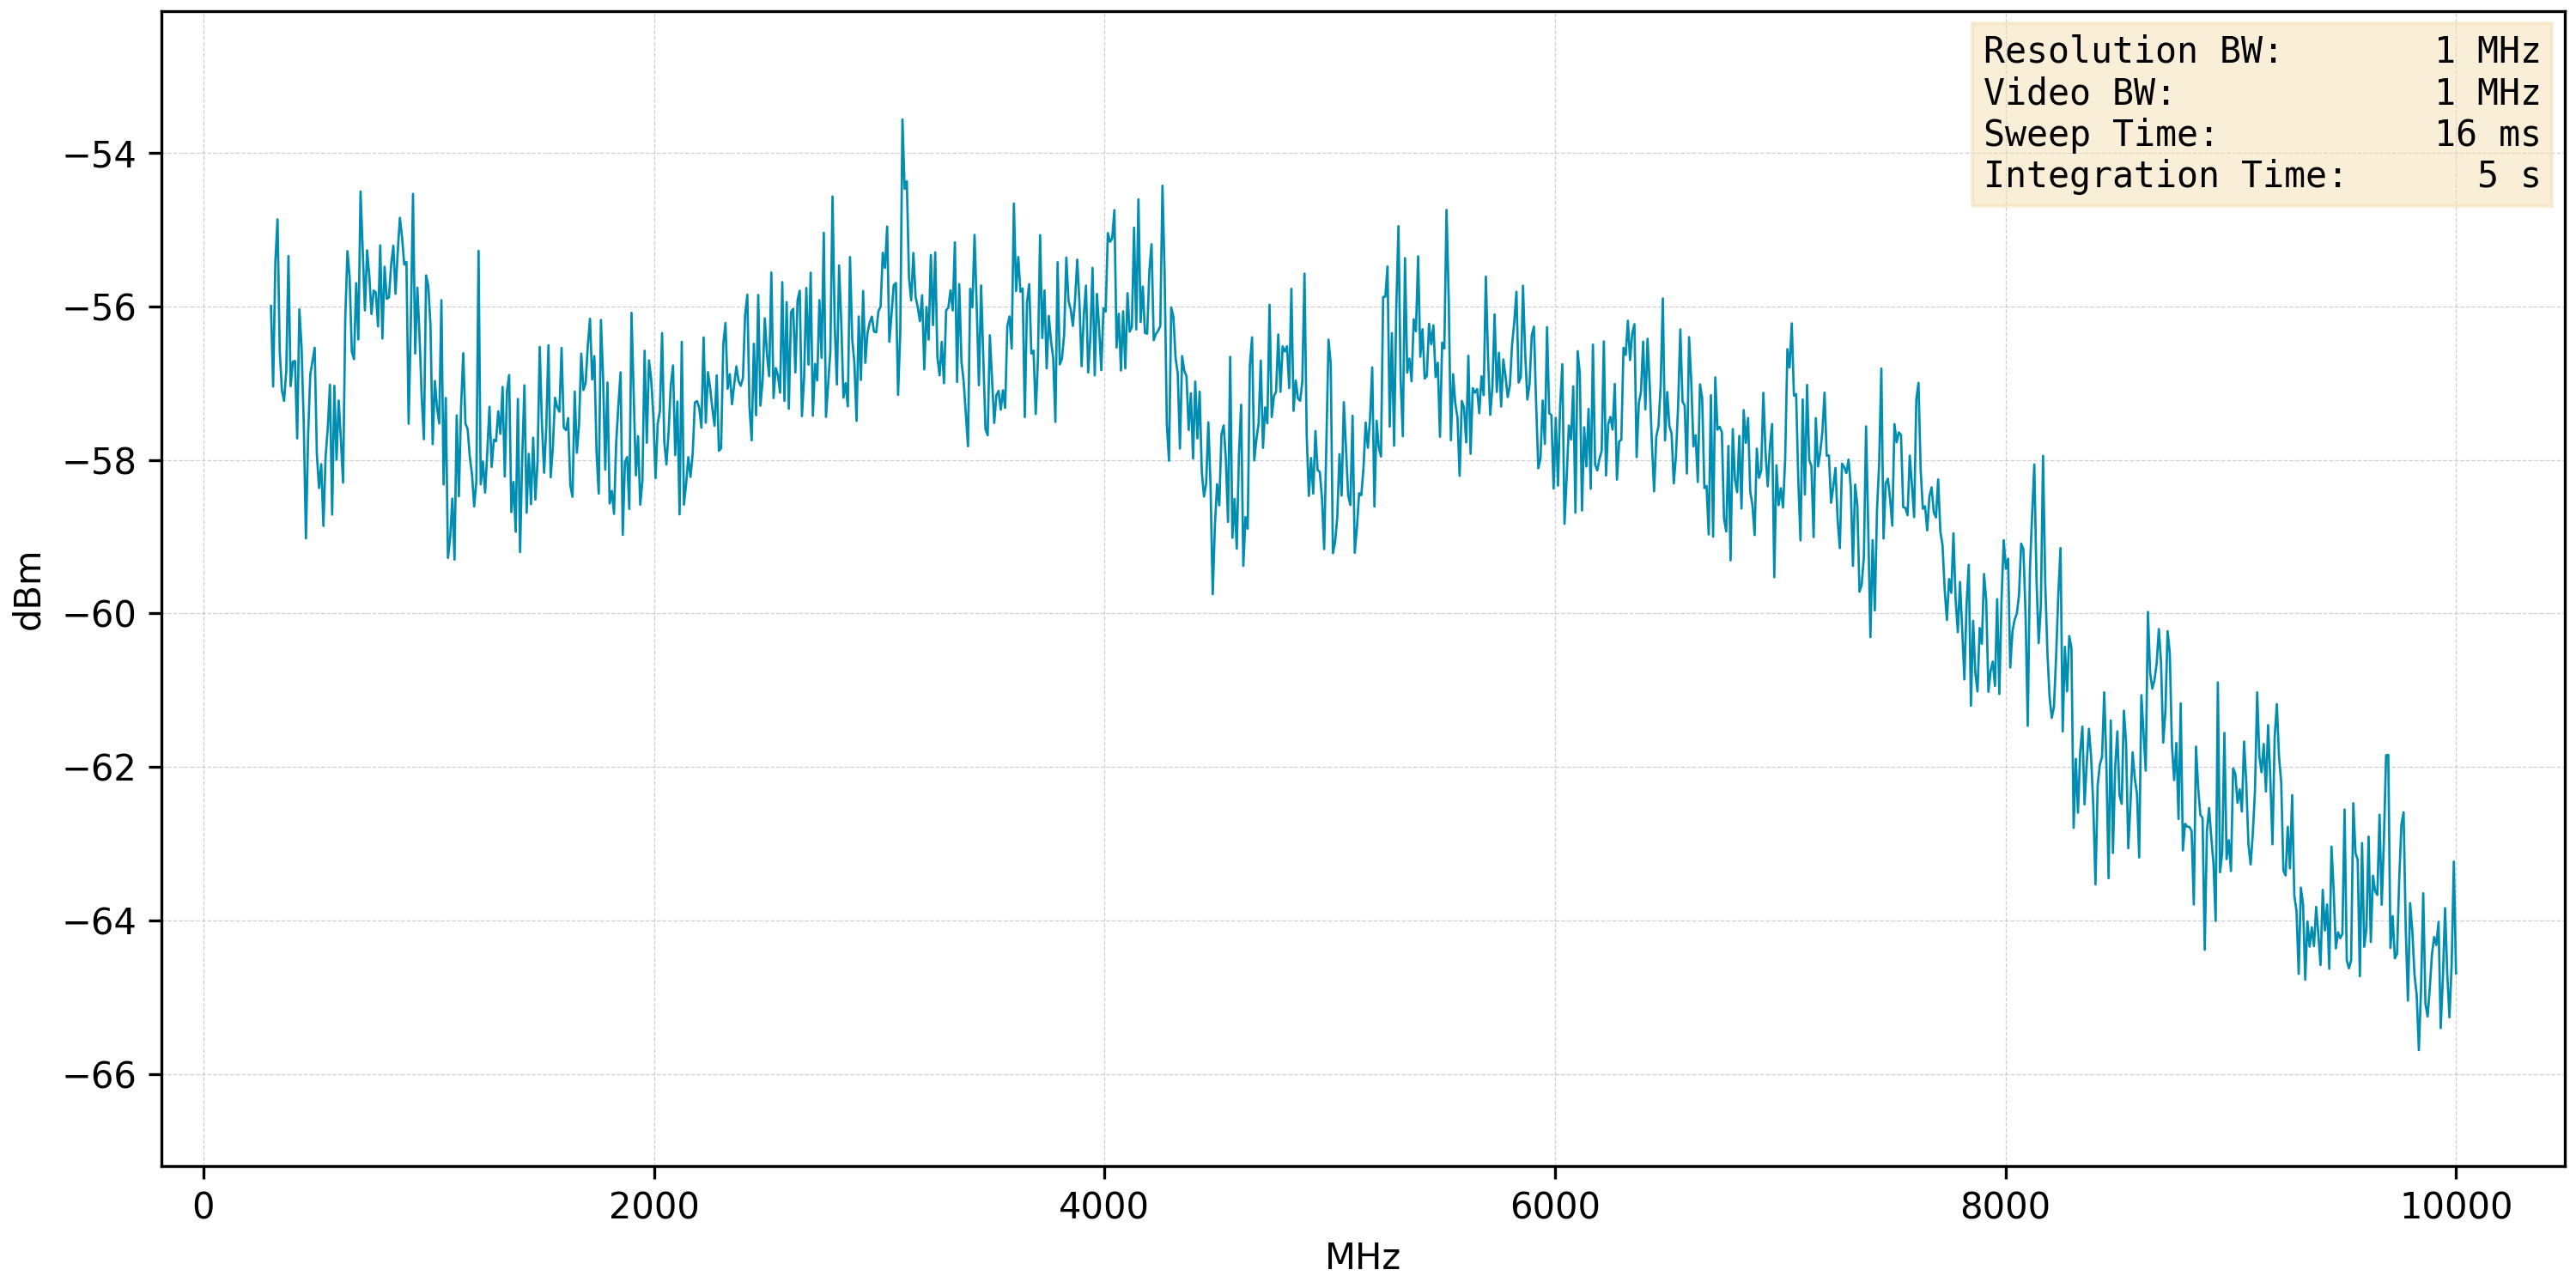 Resolution BW: 1 MHz
Video BW: 1 MHz
Sweep Time: 16 ms
Integration Time: 5 s
−54
−56
−58
−60
−62
−64
−66
dBm
0 2000 4000 6000 8000 10000
MHz